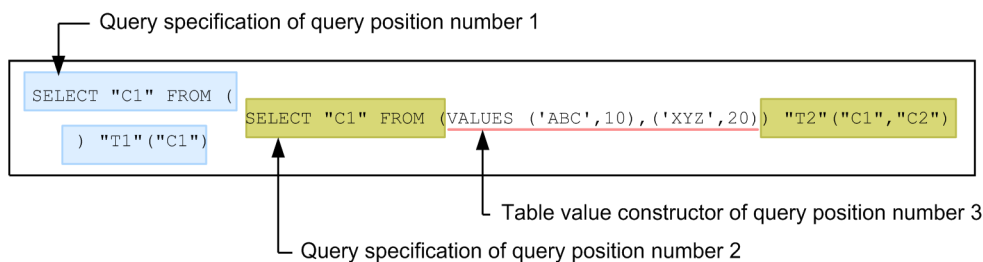 Query specification of query position number 1
SELECT "C1" FROM (
SELECT "C1" FROM (VALUES ('ABC',10),('XYZ',20)) "T2"("C1","C2")
) "T1"("C1")
Table value constructor of query position number 3
Query specification of query position number 2